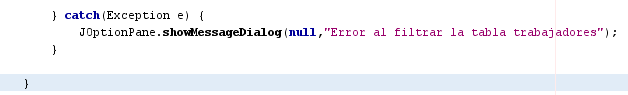 } catch(Exception e) {
JOptionPane.showMessageDialog(null,"Error al filtrar la tabla trabajadores");
}
}